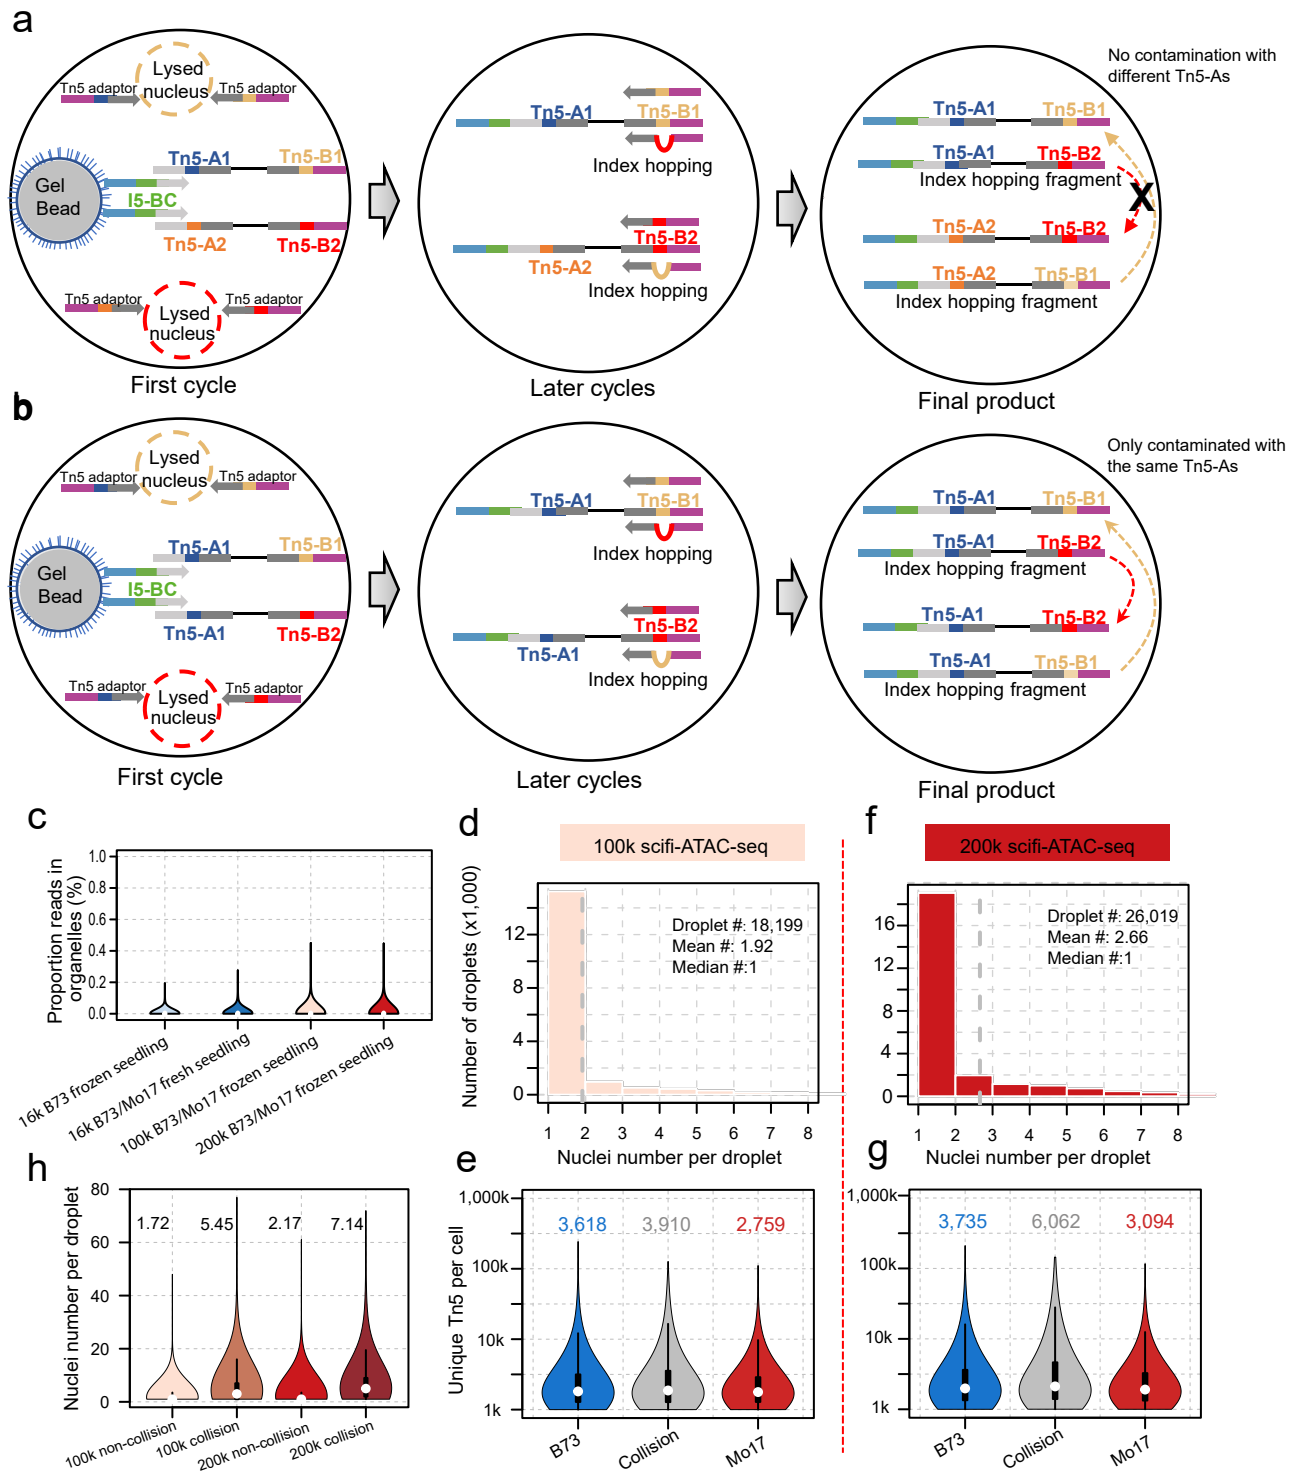 a
Lysed
nucleus
Tn5 adaptor
Tn5 adaptor
Tn5-A1
Tn5-B1
Gel
Bead
I5-BC
Tn5-A2
Tn5-B2
Tn5 adaptor
Tn5 adaptor
Lysed
nucleus
First cycle
Tn5-A1
Tn5-B1
Index hopping
Tn5-B2
Tn5-A2
Index hopping
Later cycles
No contamination with
different Tn5-As
Tn5-A1
Tn5-B1
Tn5-A1
Tn5-B2
Index hopping fragment
X
Tn5-A2
Tn5-B2
Tn5-A2
Tn5-B1
Index hopping fragment
Final product
b
Lysed
nucleus
Tn5 adaptor
Tn5 adaptor
Tn5-A1
Tn5-B1
Gel
Bead
I5-BC
Tn5-A1
Tn5-B2
Tn5 adaptor
Tn5 adaptor
Lysed
nucleus
First cycle
Tn5-A1
Tn5-B1
Index hopping
Tn5-B2
Tn5-A1
Index hopping
Later cycles
Only contaminated with
the same Tn5-As
Tn5-A1
Tn5-B1
Tn5-A1
Tn5-B2
Index hopping fragment
Tn5-A1
Tn5-B2
Tn5-A1
Tn5-B1
Index hopping fragment
Final product
c
Proportion reads in
organelles (%)
1.0
0.8
0.6
0.4
0.2
0.0
16k B73 frozen seedling
16k B73/Mo17 fresh seedling
100k B73/Mo17 frozen seedling
200k B73/Mo17 frozen seedling
d
100k scifi-ATAC-seq
Number of droplets (x1,000)
12
8
4
0
Droplet #: 18,199
Mean #: 1.92
Median #:1
1 2 3 4 5 6 7 8
Nuclei number per droplet
f
200k scifi-ATAC-seq
16
12
8
4
0
Droplet #: 26,019
Mean #: 2.66
Median #:1
1 2 3 4 5 6 7 8
Nuclei number per droplet
h
Nuclei number per droplet
80
60
40
20
0
1.72 5.45 2.17 7.14
100k non-collision
100k collision
200k non-collision
200k collision
e
Unique Tn5 per cell
1,000k
100k
10k
1k
3,618 3,910 2,759
B73
Collision
Mo17
g
1,000k
100k
10k
1k
3,735 6,062 3,094
B73
Collision
Mo17